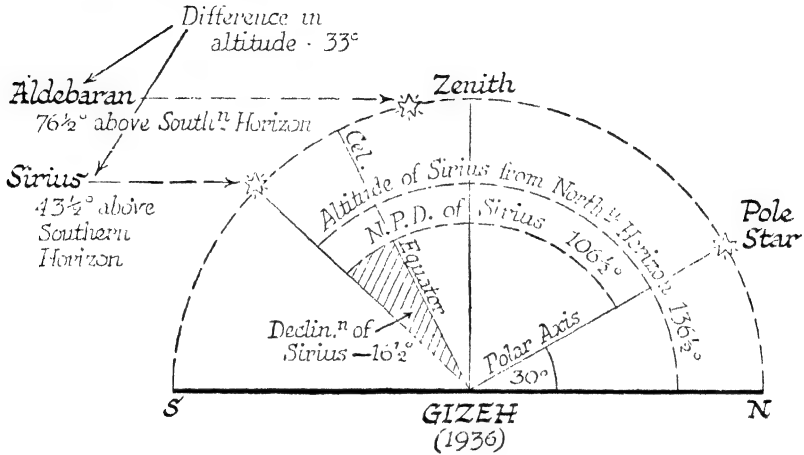 Difference in
altitude · 33°
Aldebaran
76½° above South.ⁿ Horizon
Sirius
43½° above
Southern
Horizon
Zenith
Cel. Equator
Altitude of Sirius from North.ⁿ Horizon 136½°
N.P.D. of Sirius 106½°
Pole
Star
Declin.ⁿ of
Sirius — 16½°
Polar Axis
30°
S
GIZEH
N
(1936)